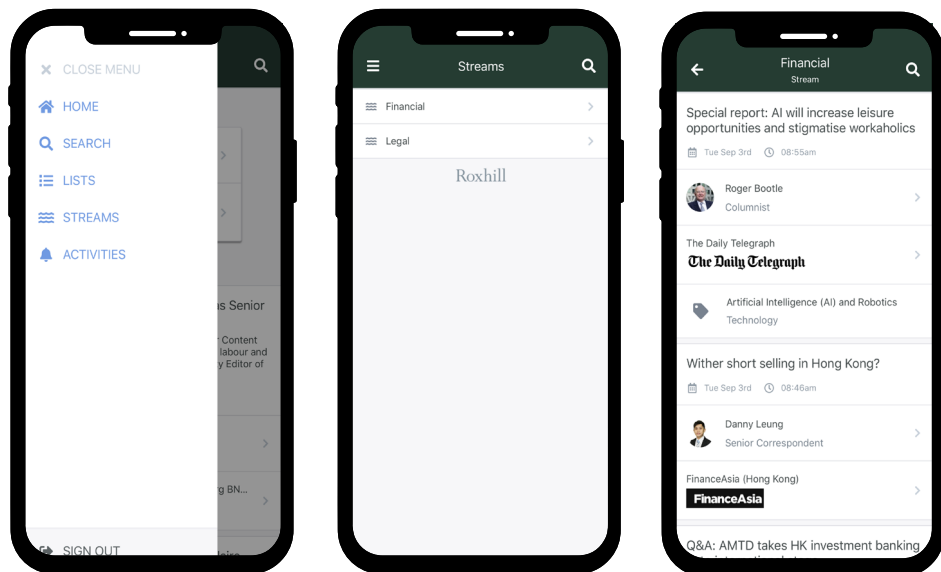 CLOSE MENU
HOME
SEARCH
LISTS
STREAMS
ACTIVITIES
SIGN OUT
Senior
Content
labour and
Editor of
BN...
Streams
Financial
Legal
Roxhill
Financial
Stream
Special report: AI will increase leisure
opportunities and stigmatise workaholics
Tue Sep 3rd 08:55am
Roger Bootle
Columnist
The Daily Telegraph
The Daily Telegraph
Artificial Intelligence (AI) and Robotics
Technology
Wither short selling in Hong Kong?
Tue Sep 3rd 08:46am
Danny Leung
Senior Correspondent
FinanceAsia (Hong Kong)
FinanceAsia
Q&A: AMTD takes HK investment banking